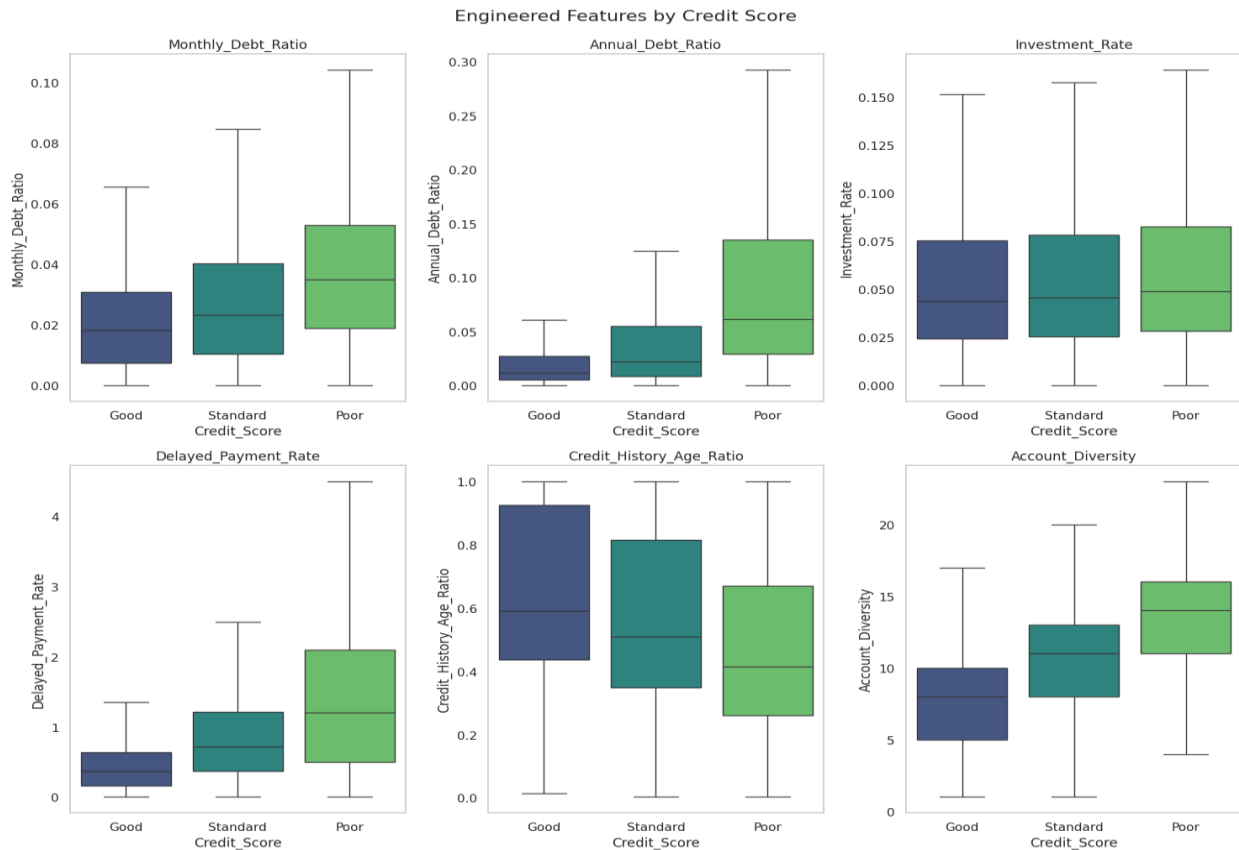 Engineered Features by Credit Score
Monthly_Debt_Ratio
Monthly_Debt_Ratio
0.10
0.08
0.06
0.04
0.02
0.00
Good Standard Poor
Credit_Score
Annual_Debt_Ratio
Annual_Debt_Ratio
0.30
0.25
0.20
0.15
0.10
0.05
0.00
Good Standard Poor
Credit_Score
Investment_Rate
Investment_Rate
0.150
0.125
0.100
0.075
0.050
0.025
0.000
Good Standard Poor
Credit_Score
Delayed_Payment_Rate
Delayed_Payment_Rate
4
3
2
1
0
Good Standard Poor
Credit_Score
Credit_History_Age_Ratio
Credit_History_Age_Ratio
1.0
0.8
0.6
0.4
0.2
0.0
Good Standard Poor
Credit_Score
Account_Diversity
Account_Diversity
20
15
10
5
0
Good Standard Poor
Credit_Score